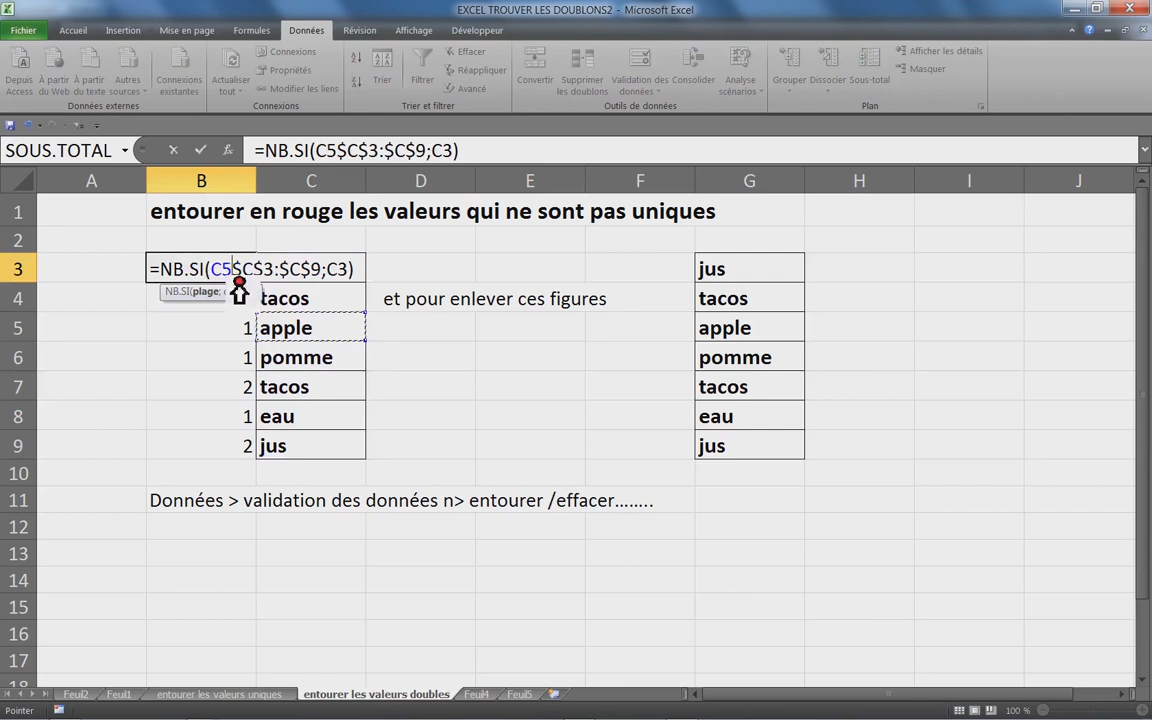 EXCEL TROUVER LES DOUBLONS2 - Microsoft Excel
Fichier Accueil Insertion Mise en page Formules Données Révision Affichage Développeur
Depuis Access
À partir du Web
À partir du texte
Autres sources
Données externes
Connexions existantes
Actualiser tout
Connexions
Propriétés
Modifier les liens
Connexions
Trier
Filtrer
Effacer
Réappliquer
Avancé
Trier et filtrer
Convertir
Supprimer les doublons
Validation des données
Consolider
Analyse scénarios
Outils de données
Grouper
Dissocier
Sous-total
Afficher les détails
Masquer
Plan
SOUS.TOTAL fx =NB.SI(C5$C$3:$C$9;C3)
A B C D E F G H I J
1 entourer en rouge les valeurs qui ne sont pas uniques
2
3 =NB.SI(C5$C$3:$C$9;C3) jus
NB.SI(plage;
4 tacos et pour enlever ces figures tacos
5 1 apple apple
6 1 pomme pomme
7 2 tacos tacos
8 1 eau eau
9 2 jus jus
10
11 Données > validation des données n> entourer /effacer........
12
13
14
15
16
17
18
Feuil2 Feuil1 entourer les valeurs uniques entourer les valeurs doubles Feuil4 Feuil5
Pointer 100 %